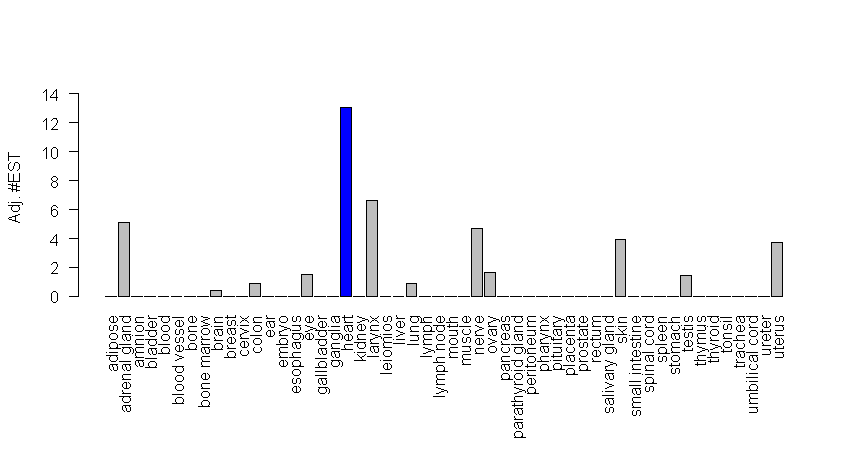 Adj. #EST
14
12
10
8
6
4
2
0
adipose
adrenal gland
amnion
bladder
blood
blood vessel
bone
bone marrow
brain
breast
cervix
colon
ear
embryo
esophagus
eye
gallbladder
ganglia
heart
kidney
larynx
leiomios
liver
lung
lymph
lymph node
mouth
muscle
nerve
ovary
pancreas
parathyroid gland
peritoneum
pharynx
pituitary
placenta
prostate
rectum
salivary gland
skin
small intestine
spinal cord
spleen
stomach
testis
thymus
thyroid
tonsil
trachea
umbilical cord
ureter
uterus